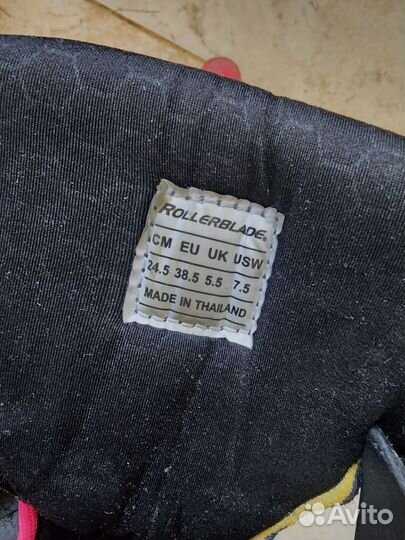 ROLLERBLADE®
CM EU UK USW
24.5 38.5 5.5 7.5
MADE IN THAILAND
Avito